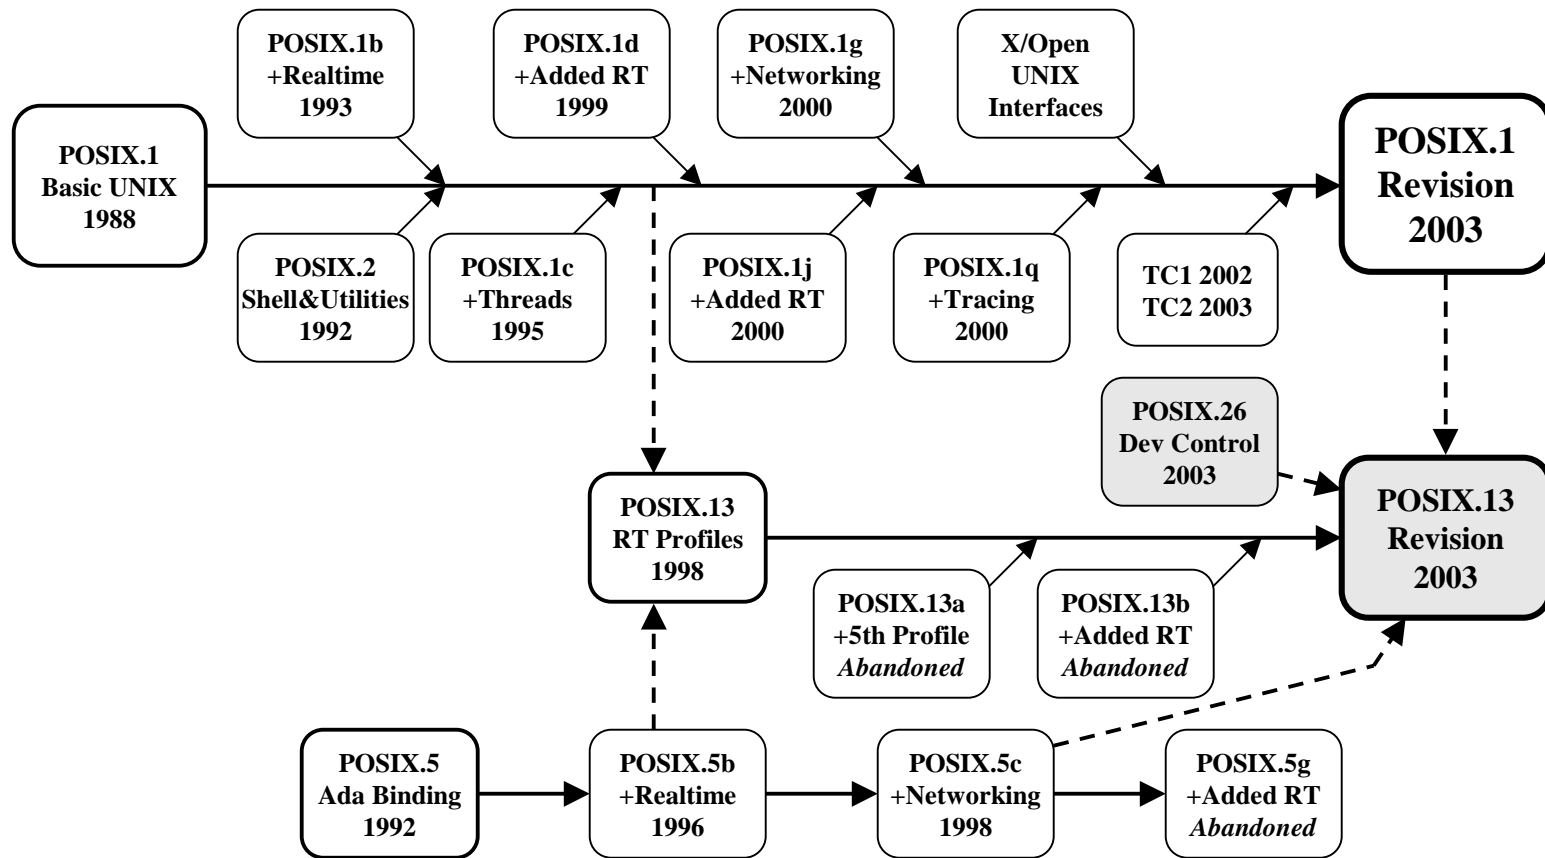 POSIX.1
Basic UNIX
1988
POSIX.1b
+Realtime
1993
POSIX.1d
+Added RT
1999
POSIX.1g
+Networking
2000
X/Open
UNIX
Interfaces
POSIX.1
Revision
2003
POSIX.2
Shell&Utilities
1992
POSIX.1c
+Threads
1995
POSIX.1j
+Added RT
2000
POSIX.1q
+Tracing
2000
TC1 2002
TC2 2003
POSIX.26
Dev Control
2003
POSIX.13
RT Profiles
1998
POSIX.13
Revision
2003
POSIX.13a
+5th Profile
Abandoned
POSIX.13b
+Added RT
Abandoned
POSIX.5
Ada Binding
1992
POSIX.5b
+Realtime
1996
POSIX.5c
+Networking
1998
POSIX.5g
+Added RT
Abandoned